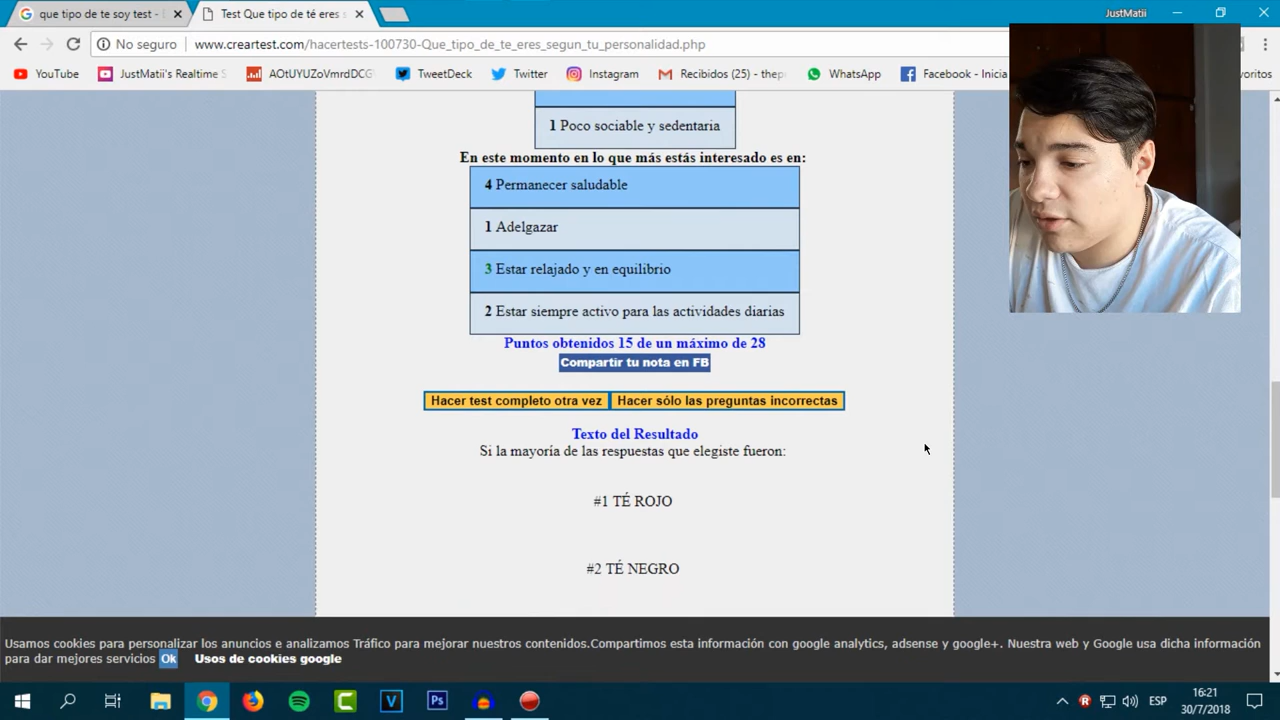 que tipo de te soy test -
Test Que tipo de té eres s
JustMatii
No seguro
www.creartest.com/hacertests-100730-Que_tipo_de_te_eres_segun_tu_personalidad.php
YouTube
JustMatii's Realtime S
AOtUYUZoVmrdDCG
TweetDeck
Twitter
Instagram
Recibidos (25) - thep
WhatsApp
Facebook - Inicia
voritos
1 Poco sociable y sedentaria
En este momento en lo que más estás interesado es en:
4 Permanecer saludable
1 Adelgazar
3 Estar relajado y en equilibrio
2 Estar siempre activo para las actividades diarias
Puntos obtenidos 15 de un máximo de 28
Compartir tu nota en FB
Hacer test completo otra vez
Hacer sólo las preguntas incorrectas
Texto del Resultado
Si la mayoría de las respuestas que elegiste fueron:
#1 TÉ ROJO
#2 TÉ NEGRO
Usamos cookies para personalizar los anuncios e analizamos Tráfico para mejorar nuestros contenidos.Compartimos esta información con google analytics, adsense y google+. Nuestra web y Google usa dicha información
para dar mejores servicios Ok Usos de cookies google
ESP
16:21
30/7/2018